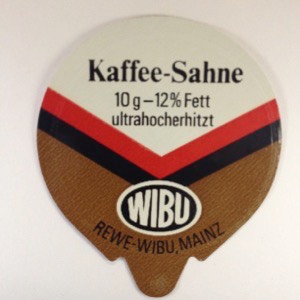 Kaffee-Sahne
10 g – 12% Fett
ultrahocherhitzt
WIBU
REWE-WIBU, MAINZ